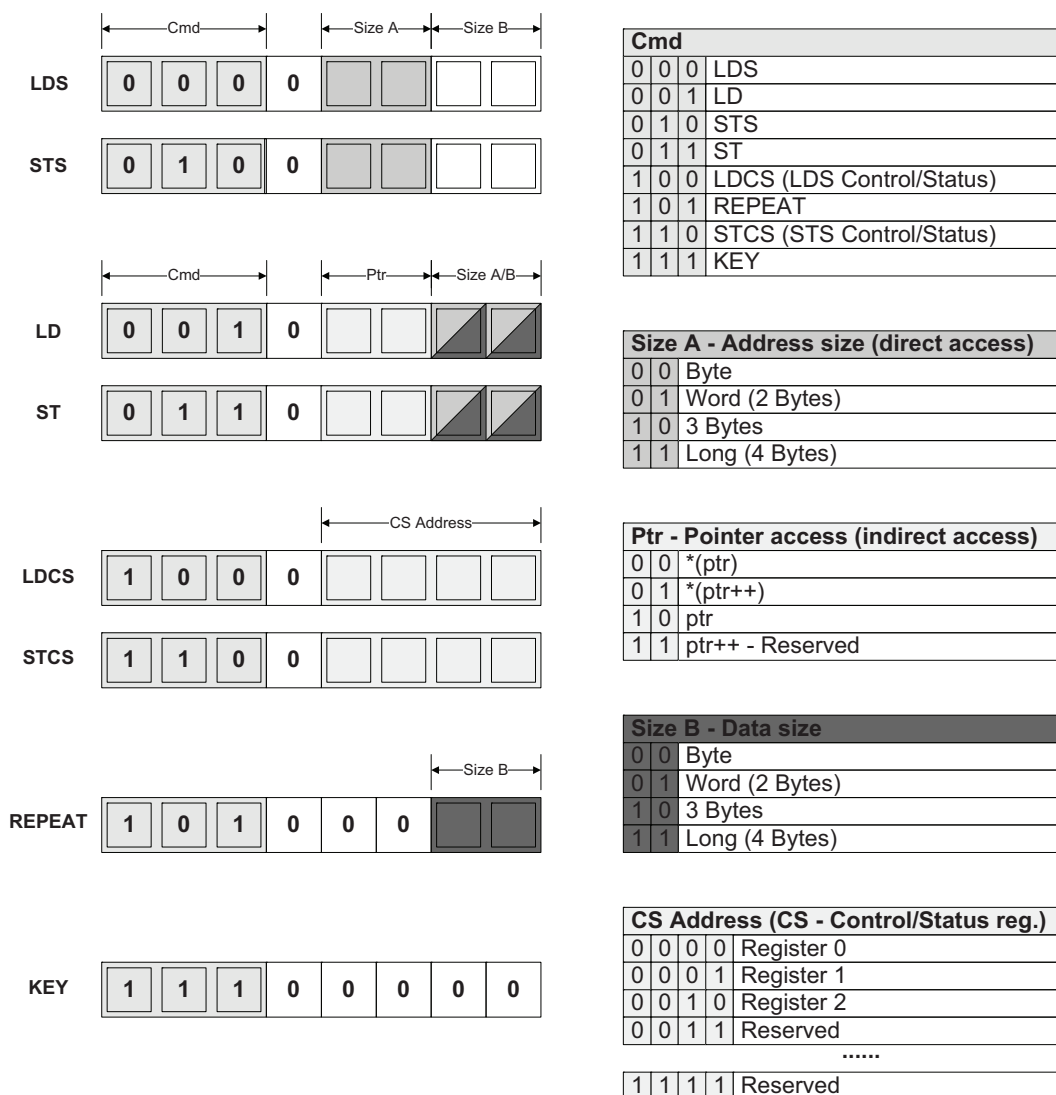 Cmd Size A Size B
LDS 0 0 0 0
STS 0 1 0 0
Cmd Ptr Size A/B
LD 0 0 1 0
ST 0 1 1 0
CS Address
LDCS 1 0 0 0
STCS 1 1 0 0
Size B
REPEAT 1 0 1 0 0 0
KEY 1 1 1 0 0 0 0 0
Cmd
0 0 0 LDS
0 0 1 LD
0 1 0 STS
0 1 1 ST
1 0 0 LDCS (LDS Control/Status)
1 0 1 REPEAT
1 1 0 STCS (STS Control/Status)
1 1 1 KEY
Size A - Address size (direct access)
0 0 Byte
0 1 Word (2 Bytes)
1 0 3 Bytes
1 1 Long (4 Bytes)
Ptr - Pointer access (indirect access)
0 0 *(ptr)
0 1 *(ptr++)
1 0 ptr
1 1 ptr++ - Reserved
Size B - Data size
0 0 Byte
0 1 Word (2 Bytes)
1 0 3 Bytes
1 1 Long (4 Bytes)
CS Address (CS - Control/Status reg.)
0 0 0 0 Register 0
0 0 0 1 Register 1
0 0 1 0 Register 2
0 0 1 1 Reserved
......
1 1 1 1 Reserved